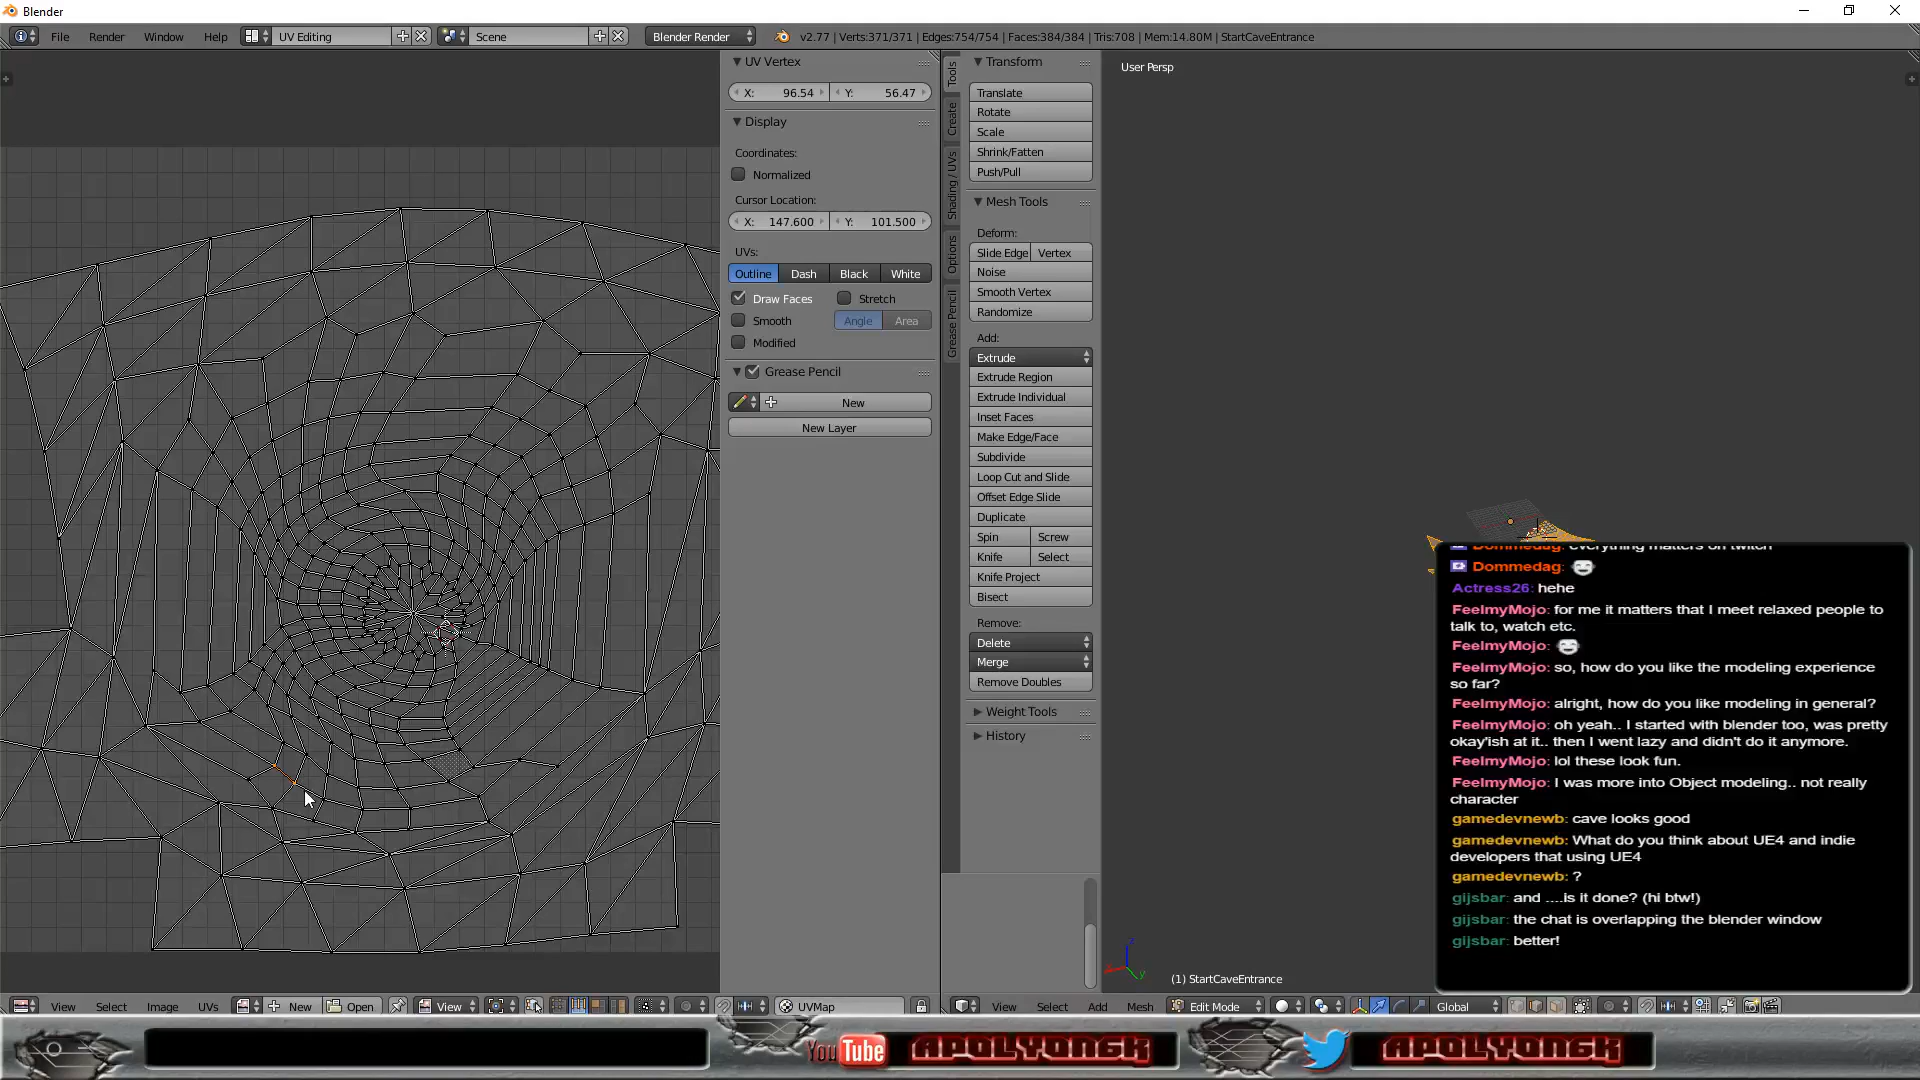 Blender
File Render Window Help UV Editing Scene Blender Render v2.77 | Verts:371/371 | Edges:754/754 | Faces:384/384 | Tris:708 | Mem:14.80M | StartCaveEntrance
UV Vertex
X: 96.54 Y: 56.47
Display
Coordinates:
Normalized
Cursor Location:
X: 147.600 Y: 101.500
UVs:
Outline Dash Black White
Draw Faces Stretch
Smooth Angle Area
Modified
Grease Pencil
New
New Layer
Tools
Create
Shading / UVs
Options
Grease Pencil
Transform
Translate
Rotate
Scale
Shrink/Fatten
Push/Pull
Mesh Tools
Deform:
Slide Edge Vertex
Noise
Smooth Vertex
Randomize
Add:
Extrude
Extrude Region
Extrude Individual
Inset Faces
Make Edge/Face
Subdivide
Loop Cut and Slide
Offset Edge Slide
Duplicate
Spin Screw
Knife Select
Knife Project
Bisect
Remove:
Delete
Merge
Remove Doubles
Weight Tools
History
User Persp
Dommedag: everything matters on twitch
Dommedag:
Actress26: hehe
FeelmyMojo: for me it matters that I meet relaxed people to
talk to, watch etc.
FeelmyMojo:
FeelmyMojo: so, how do you like the modeling experience
so far?
FeelmyMojo: alright, how do you like modeling in general?
FeelmyMojo: oh yeah.. I started with blender too, was pretty
okay'ish at it.. then I went lazy and didn't do it anymore.
FeelmyMojo: lol these look fun.
FeelmyMojo: I was more into Object modeling.. not really
character
gamedevnewb: cave looks good
gamedevnewb: What do you think about UE4 and indie
developers that using UE4
gamedevnewb: ?
gijsbar: and ....is it done? (hi btw!)
gijsbar: the chat is overlapping the blender window
gijsbar: better!
(1) StartCaveEntrance
View Select Image UVs New Open View UVMap
View Select Add Mesh Edit Mode Global
YouTube APOLYONGK APOLYONGK